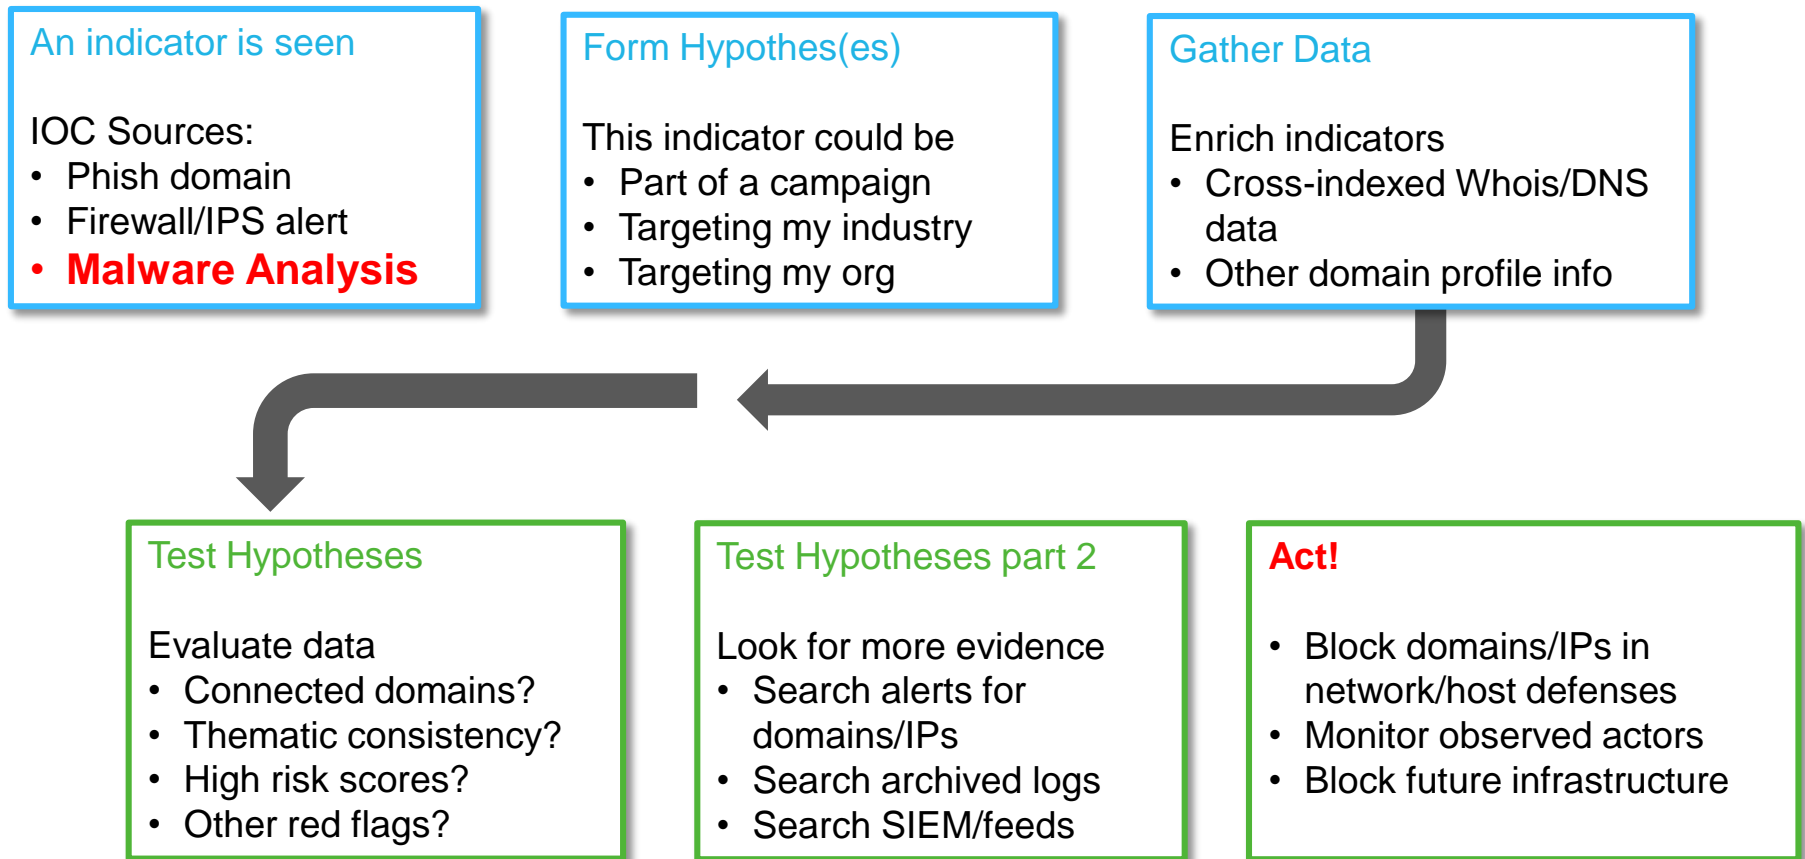 An indicator is seen
IOC Sources:
• Phish domain
• Firewall/IPS alert
• Malware Analysis
Form Hypothes(es)
This indicator could be
• Part of a campaign
• Targeting my industry
• Targeting my org
Gather Data
Enrich indicators
• Cross-indexed Whois/DNS
data
• Other domain profile info
Test Hypotheses
Evaluate data
• Connected domains?
• Thematic consistency?
• High risk scores?
• Other red flags?
Test Hypotheses part 2
Look for more evidence
• Search alerts for
domains/IPs
• Search archived logs
• Search SIEM/feeds
Act!
• Block domains/IPs in
network/host defenses
• Monitor observed actors
• Block future infrastructure